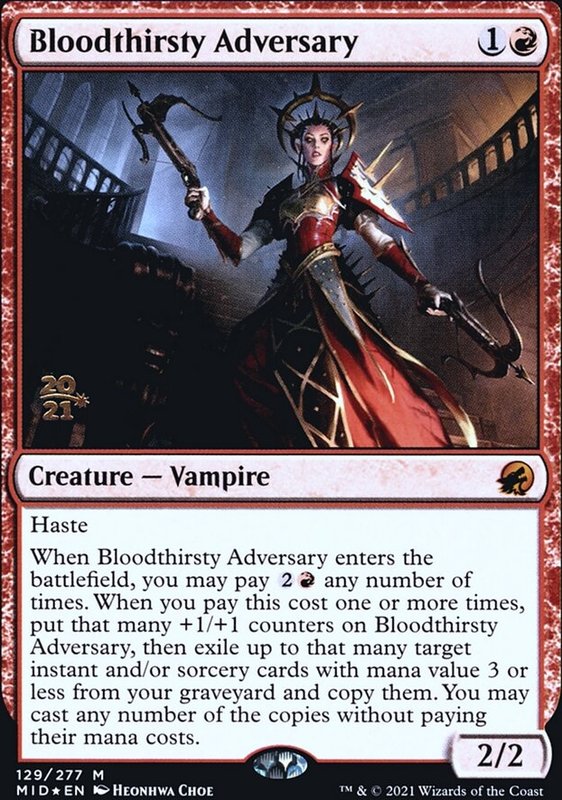 Bloodthirsty Adversary 1
20
21
Creature — Vampire
Haste
When Bloodthirsty Adversary enters the
battlefield, you may pay 2 any number of
times. When you pay this cost one or more times,
put that many +1/+1 counters on Bloodthirsty
Adversary, then exile up to that many target
instant and/or sorcery cards with mana value 3 or
less from your graveyard and copy them. You may
cast any number of the copies without paying
their mana costs.
2/2
129/277 M
MID★EN HEONHWA CHOE
™ & © 2021 Wizards of the Coast